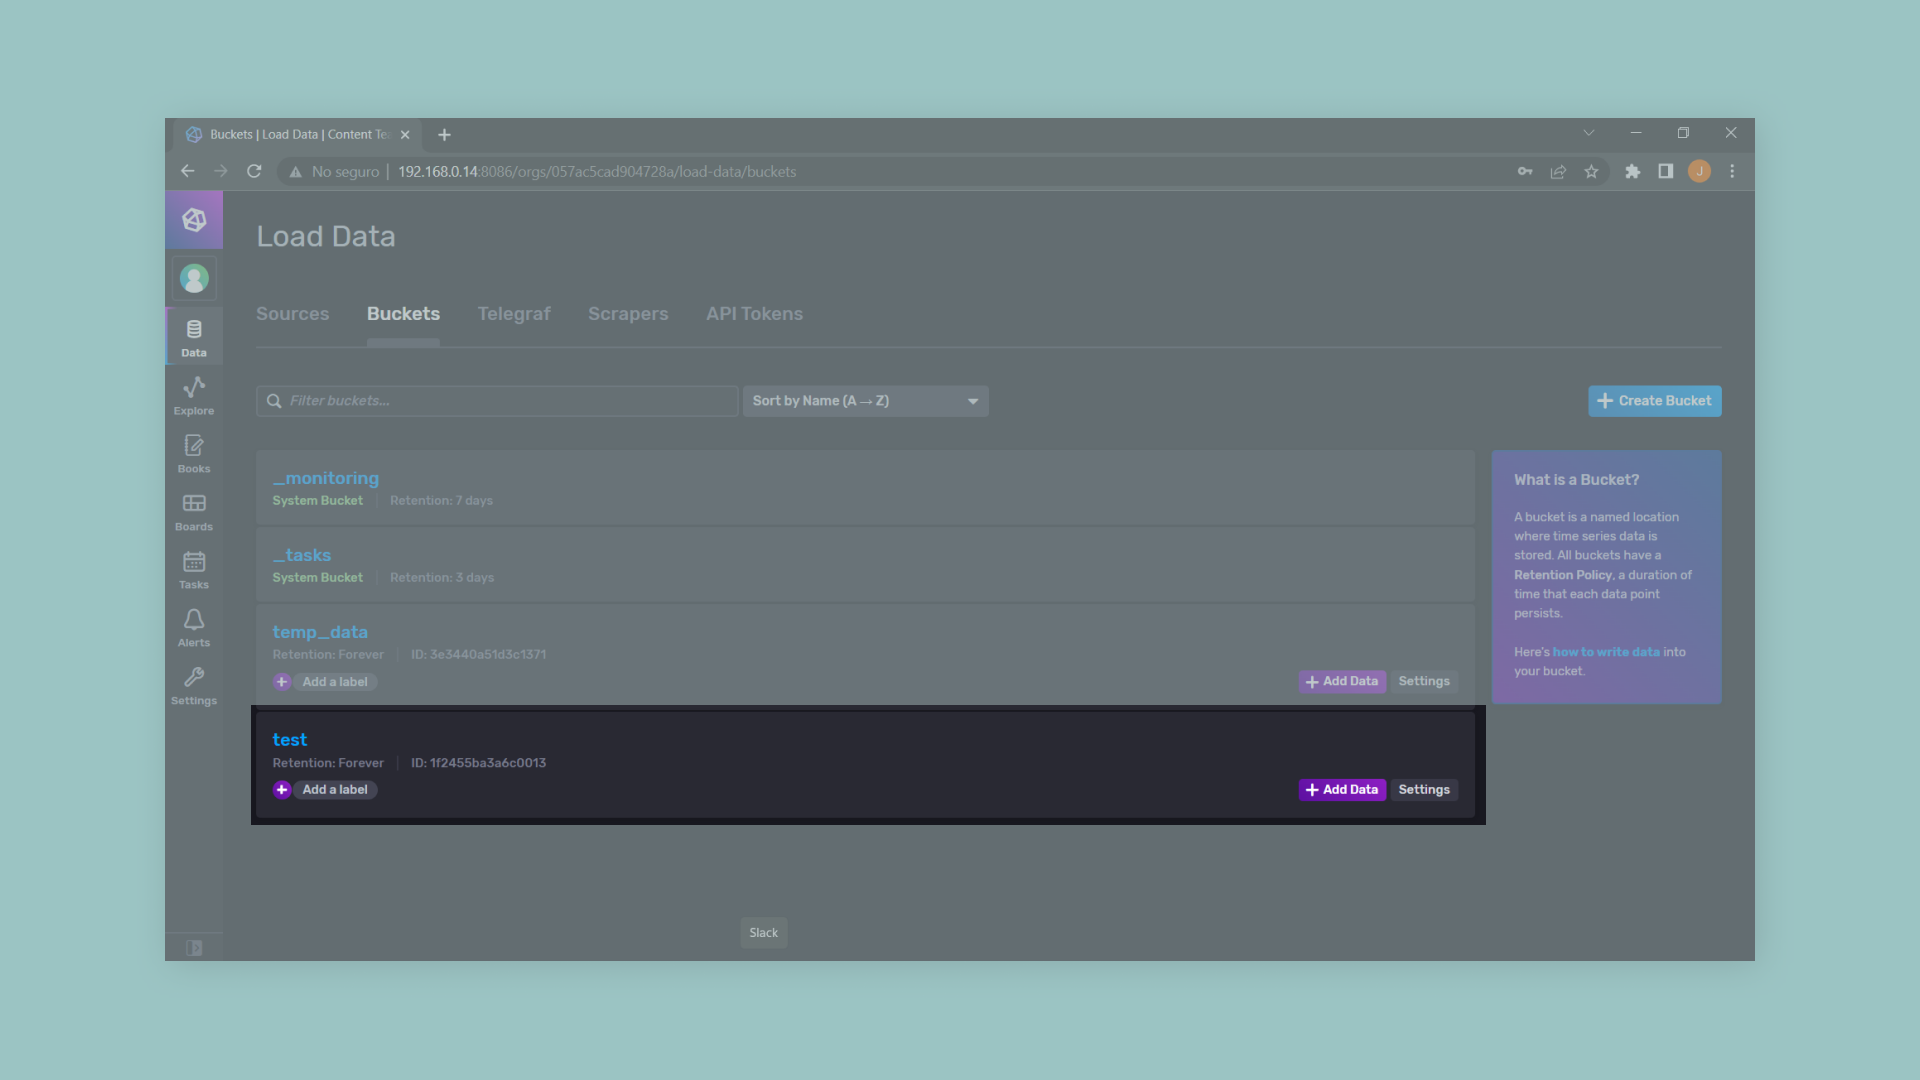 Buckets | Load Data | Content Te
No seguro | 192.168.0.14:8086/orgs/057ac5cad904728a/load-data/buckets
J
Load Data
Sources
Buckets
Telegraf
Scrapers
API Tokens
Data
Explore
Books
Boards
Tasks
Alerts
Settings
Filter buckets...
Sort by Name (A → Z)
Create Bucket
_monitoring
System Bucket
Retention: 7 days
_tasks
System Bucket
Retention: 3 days
temp_data
Retention: Forever
ID: 3e3440a51d3c1371
Add a label
Add Data
Settings
test
Retention: Forever
ID: 1f2455ba3a6c0013
Add a label
Add Data
Settings
What is a Bucket?
A bucket is a named location
where time series data is
stored. All buckets have a
Retention Policy, a duration of
time that each data point
persists.
Here's how to write data into
your bucket.
Slack